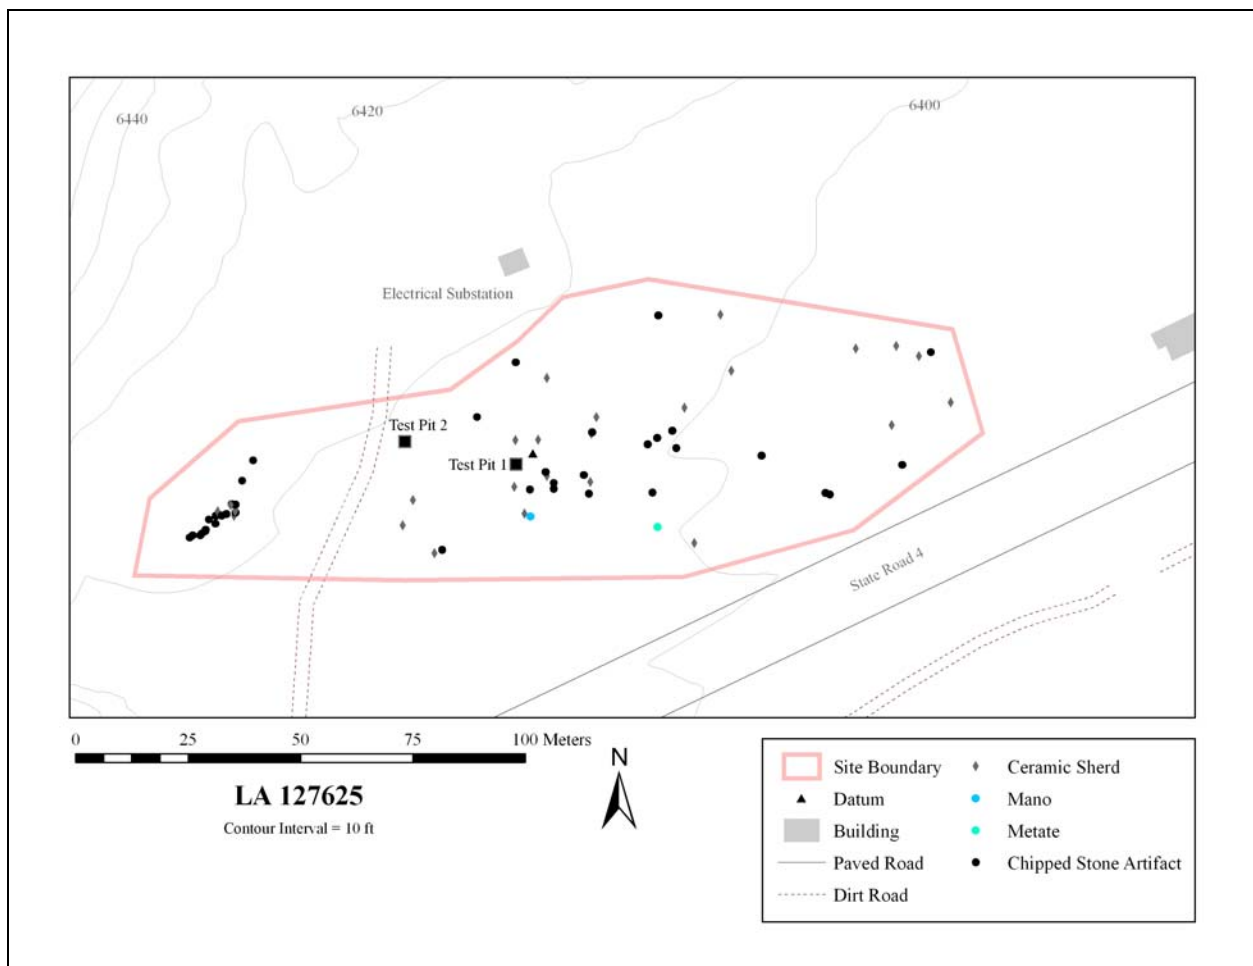 6440
6420
6400
Electrical Substation
Test Pit 2
Test Pit 1
State Road 4
0 25 50 75 100 Meters
LA 127625
Contour Interval = 10 ft
N
Site Boundary
Datum
Building
Paved Road
Dirt Road
Ceramic Sherd
Mano
Metate
Chipped Stone Artifact